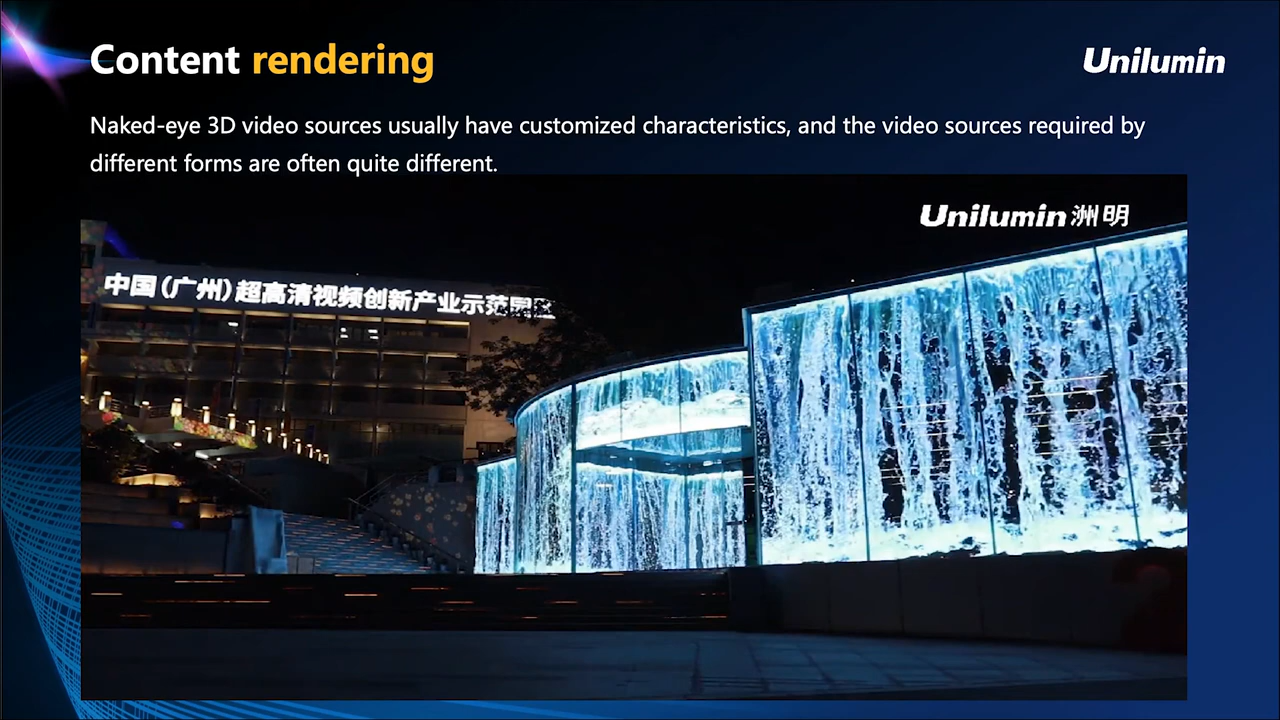 Content rendering
Unilumin
Naked-eye 3D video sources usually have customized characteristics, and the video sources required by
different forms are often quite different.
Unilumin洲明
中国(广州)超高清视频创新产业示范园区